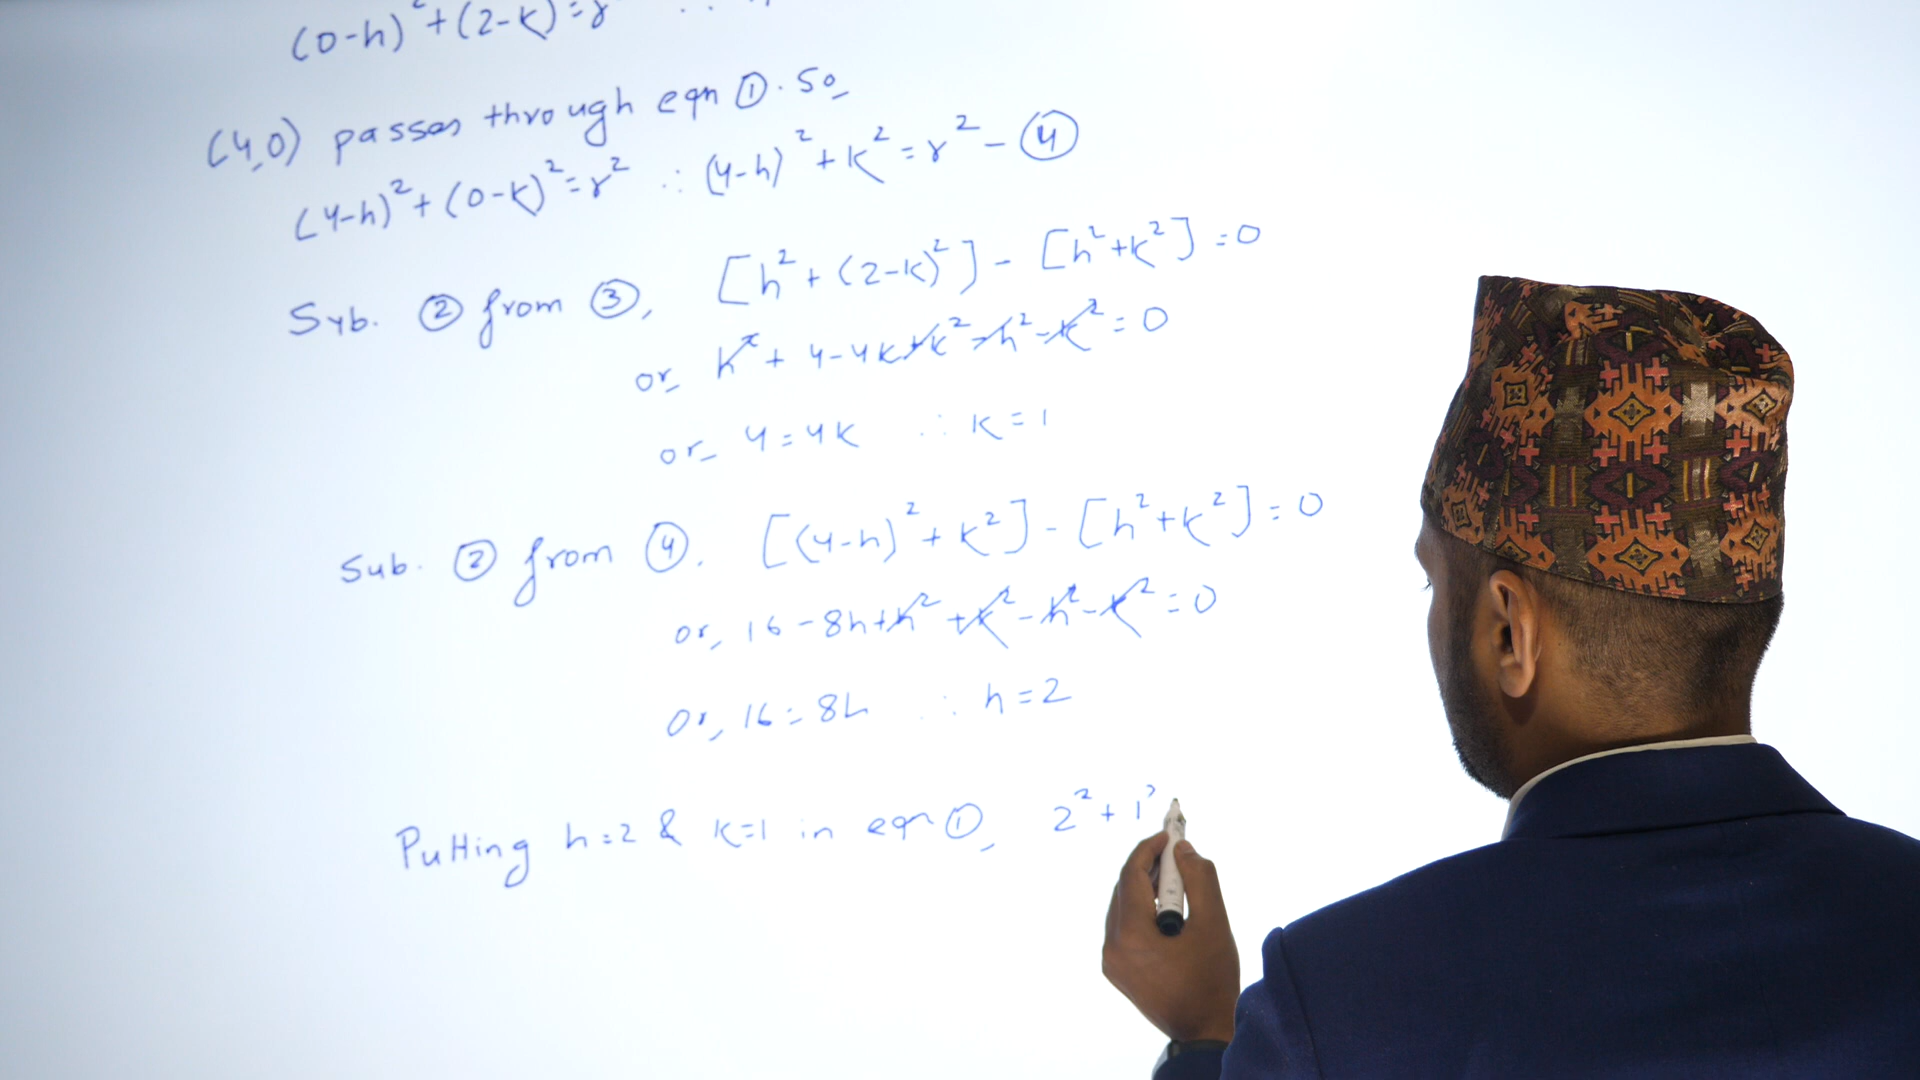 (0-h)²+(2-k)²=r² ∴
(4,0) passes through eqn ①. So,
(4-h)²+(0-k)²=r² ∴ (4-h)²+k²=r² - ④
Syb. ② from ③, [h²+(2-k)²] - [h²+k²] = 0
or, h² + 4-4k+k²-h²-k² = 0
or, 4=4k ∴ k=1
Sub. ② from ④. [(4-h)²+k²] - [h²+k²] = 0
or, 16-8h+h²+k²-h²-k² = 0
Or, 16=8h ∴ h=2
Putting h=2 & k=1 in eqn ①, 2²+1²